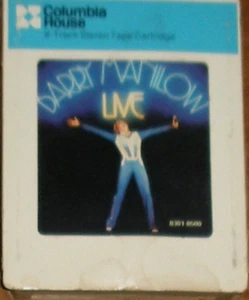 Columbia
House
8-Track Stereo Tape Cartridge
BARRY MANILOW
LIVE